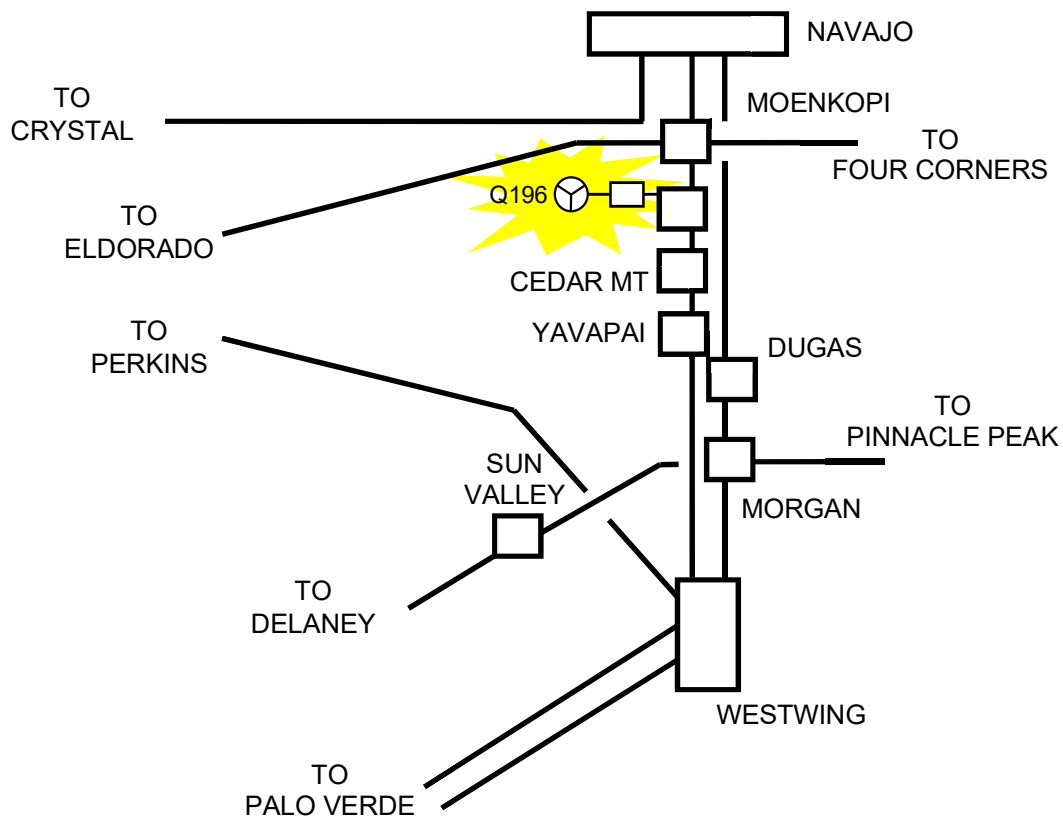 NAVAJO
TO
CRYSTAL
MOENKOPI
TO
FOUR CORNERS
Q196
TO
ELDORADO
CEDAR MT
YAVAPAI
TO
PERKINS
DUGAS
TO
PINNACLE PEAK
SUN
VALLEY
MORGAN
TO
DELANEY
WESTWING
TO
PALO VERDE